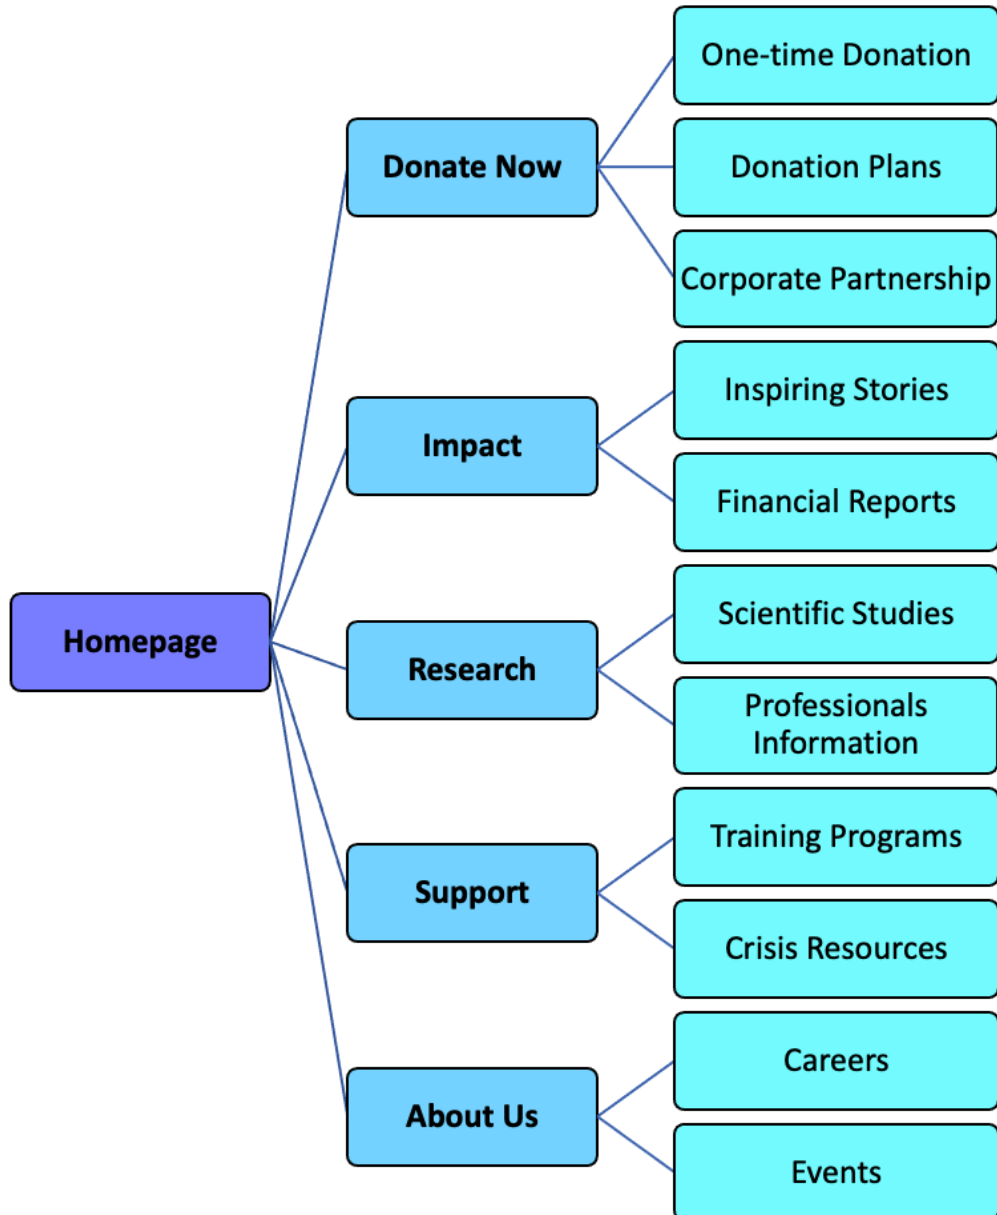 Homepage
Donate Now
One-time Donation
Donation Plans
Corporate Partnership
Impact
Inspiring Stories
Financial Reports
Research
Scientific Studies
Professionals
Information
Support
Training Programs
Crisis Resources
About Us
Careers
Events